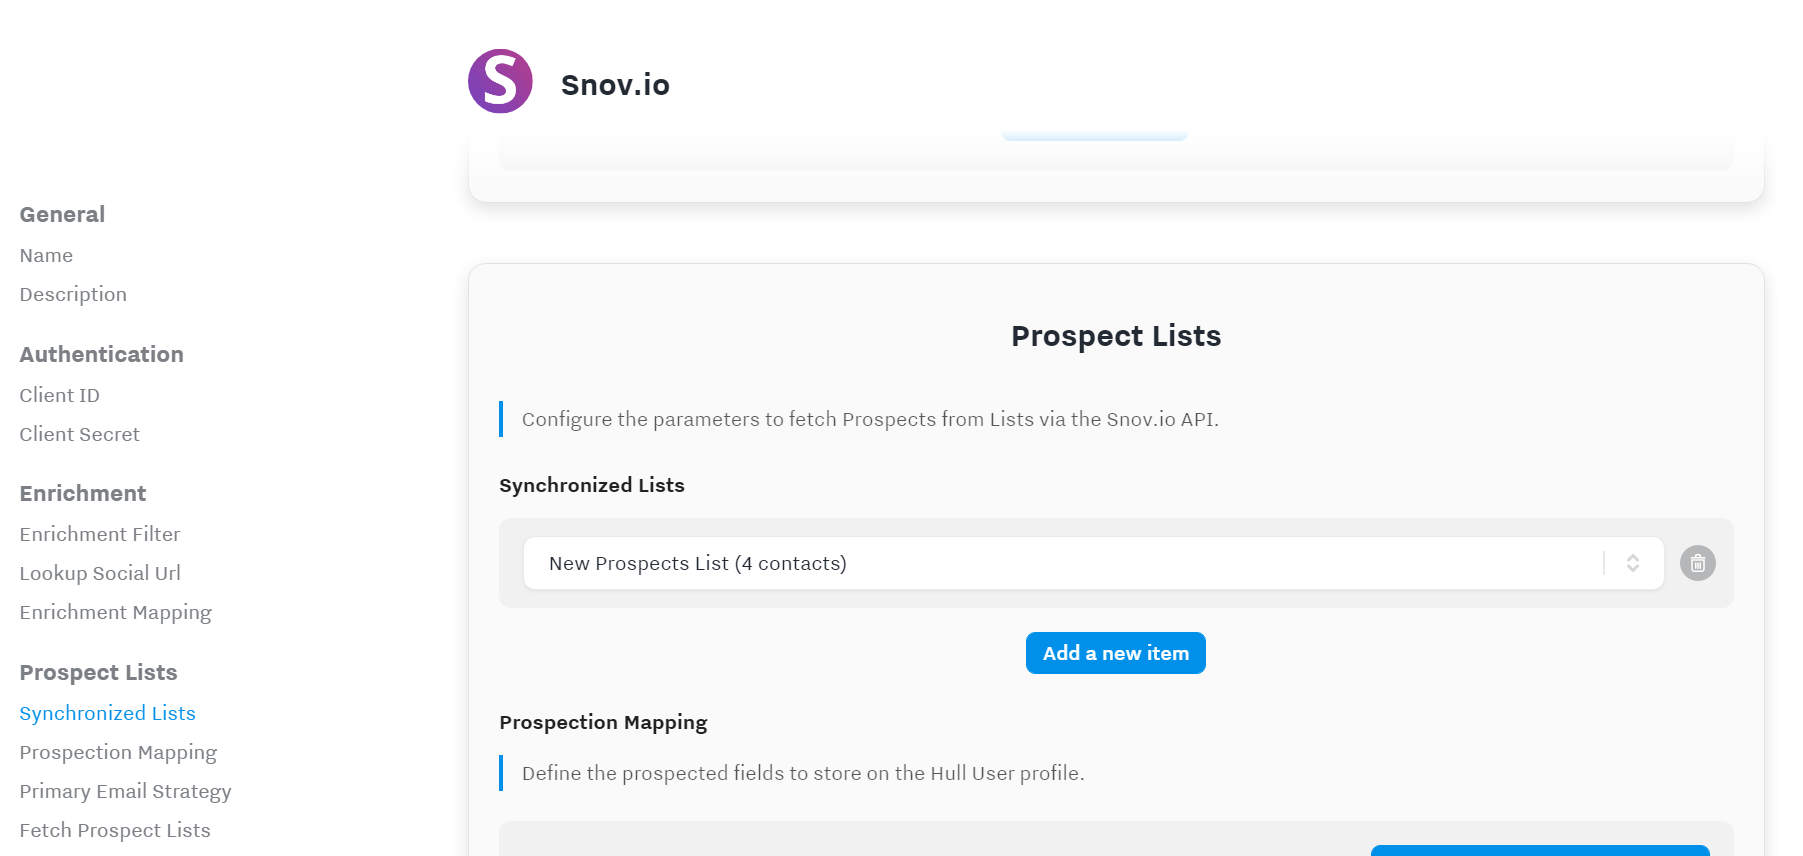 Snov.io
General
Name
Description
Authentication
Client ID
Client Secret
Enrichment
Enrichment Filter
Lookup Social Url
Enrichment Mapping
Prospect Lists
Synchronized Lists
Prospection Mapping
Primary Email Strategy
Fetch Prospect Lists
Prospect Lists
Configure the parameters to fetch Prospects from Lists via the Snov.io API.
Synchronized Lists
New Prospects List (4 contacts)
Add a new item
Prospection Mapping
Define the prospected fields to store on the Hull User profile.